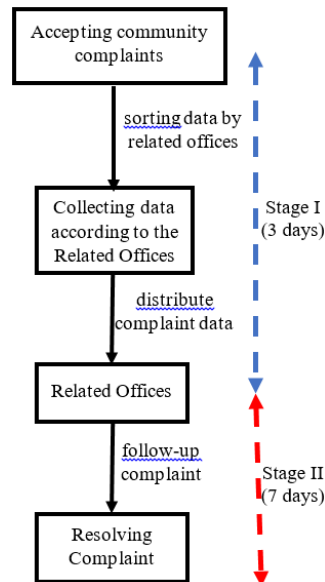 Accepting community
complaints
sorting data by
related offices
Collecting data
according to the
Related Offices
Stage I
(3 days)
distribute
complaint data
Related Offices
follow-up
complaint
Stage II
(7 days)
Resolving
Complaint